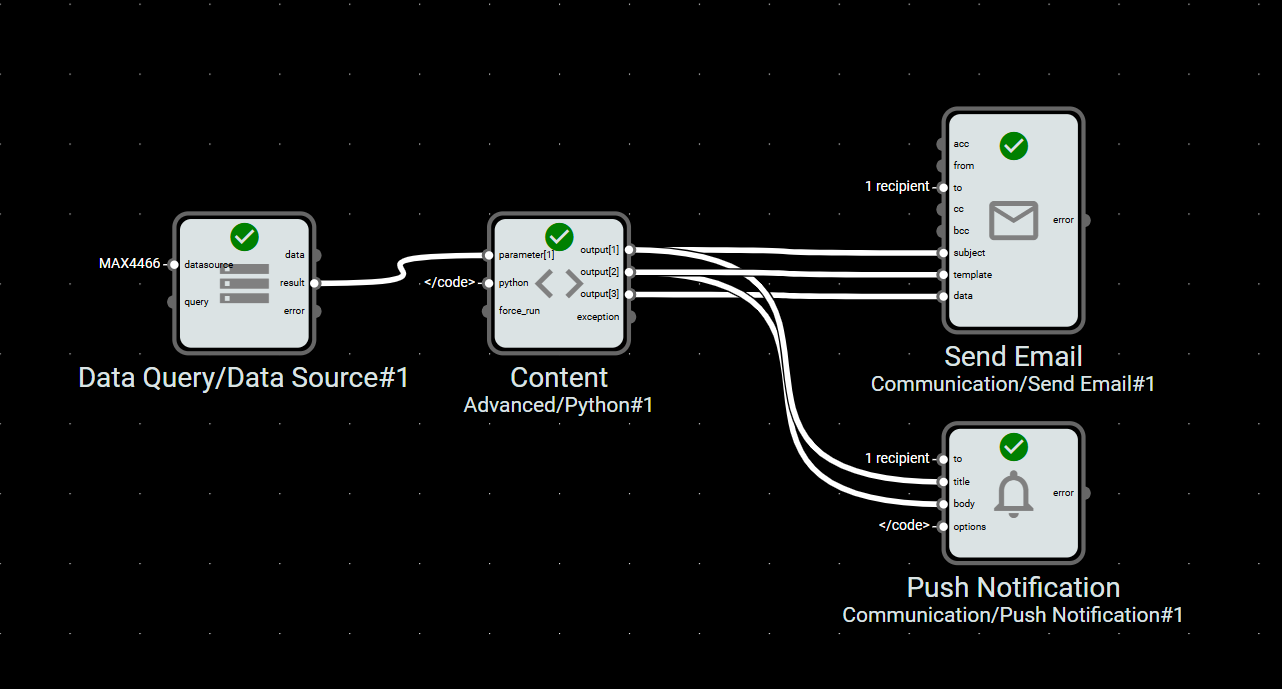 MAX4466
datasource
query
data
result
error
Data Query/Data Source#1
</code>
parameter[1]
python
force_run
output[1]
output[2]
output[3]
exception
Content
Advanced/Python#1
1 recipient
acc
from
to
cc
bcc
subject
template
data
error
Send Email
Communication/Send Email#1
1 recipient
</code>
to
title
body
options
error
Push Notification
Communication/Push Notification#1